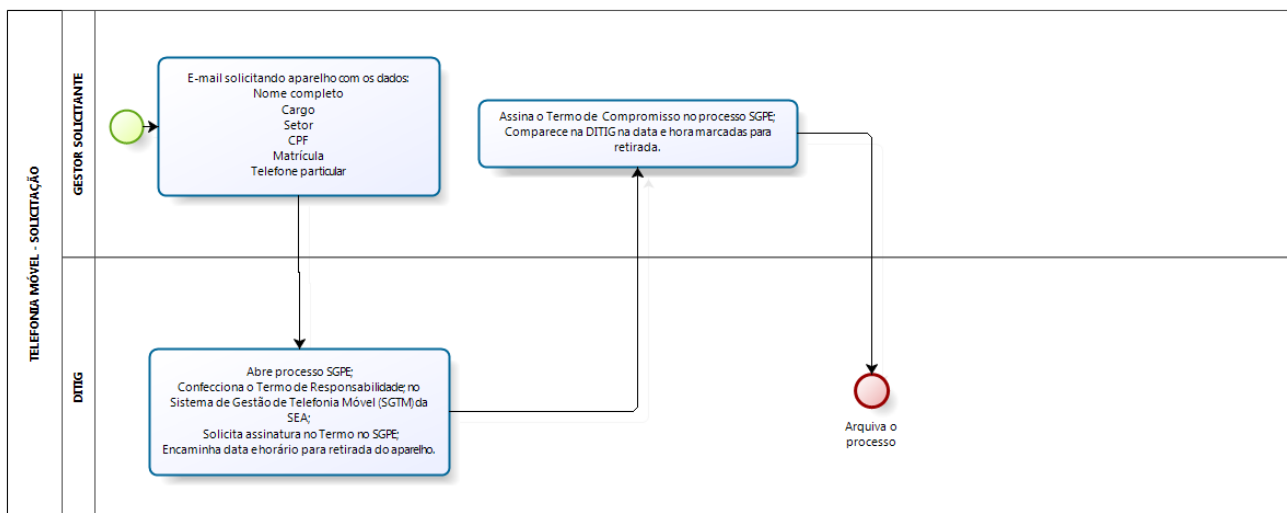 TELEFONIA MÓVEL - SOLICITAÇÃO
GESTOR SOLICITANTE
E-mail solicitando aparelho com os dados:
Nome completo
Cargo
Setor
CPF
Matrícula
Telefone particular
Assina o Termo de Compromisso no processo SGPE;
Comparece na DITIG na data e hora marcadas para
retirada.
DITIG
Abre processo SGPE;
Confecciona o Termo de Responsabilidade; no
Sistema de Gestão de Telefonia Móvel (SGTM) da
SEA;
Solicita assinatura no Termo no SGPE;
Encaminha data e horário para retirada do aparelho.
Arquiva o
processo